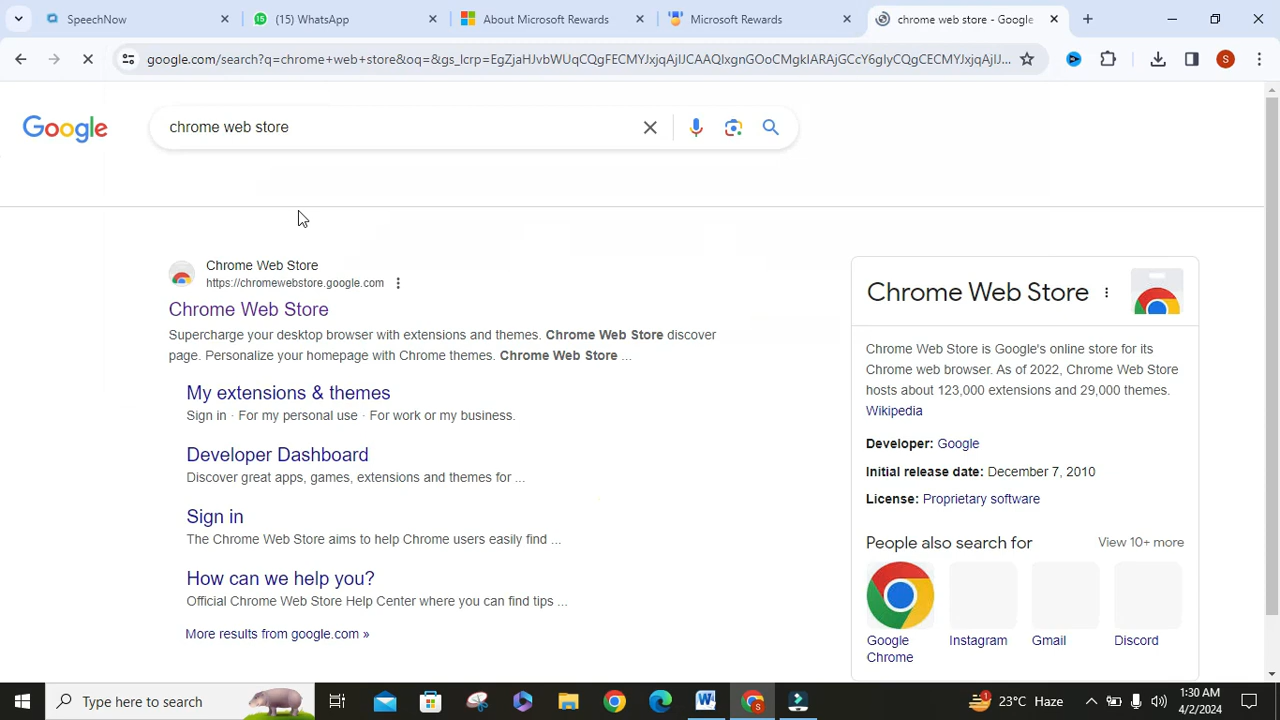 SpeechNow
(15) WhatsApp
About Microsoft Rewards
Microsoft Rewards
chrome web store - Google
google.com/search?q=chrome+web+store&oq=&gs_lcrp=EgZjaHJvbWUqCQgFECMYJxjqAjIJCAAQIxgnGOoCMgkIARAjGCcY6gIyCQgCECMYJxjqAjIJ...
Google
chrome web store
Chrome Web Store
https://chromewebstore.google.com
Chrome Web Store
Supercharge your desktop browser with extensions and themes. Chrome Web Store discover
page. Personalize your homepage with Chrome themes. Chrome Web Store ...
My extensions & themes
Sign in · For my personal use · For work or my business.
Developer Dashboard
Discover great apps, games, extensions and themes for ...
Sign in
The Chrome Web Store aims to help Chrome users easily find ...
How can we help you?
Official Chrome Web Store Help Center where you can find tips ...
More results from google.com »
Chrome Web Store
Chrome Web Store is Google's online store for its
Chrome web browser. As of 2022, Chrome Web Store
hosts about 123,000 extensions and 29,000 themes.
Wikipedia
Developer: Google
Initial release date: December 7, 2010
License: Proprietary software
People also search for
View 10+ more
Google
Chrome
Instagram
Gmail
Discord
Type here to search
23°C Haze
1:30 AM
4/2/2024